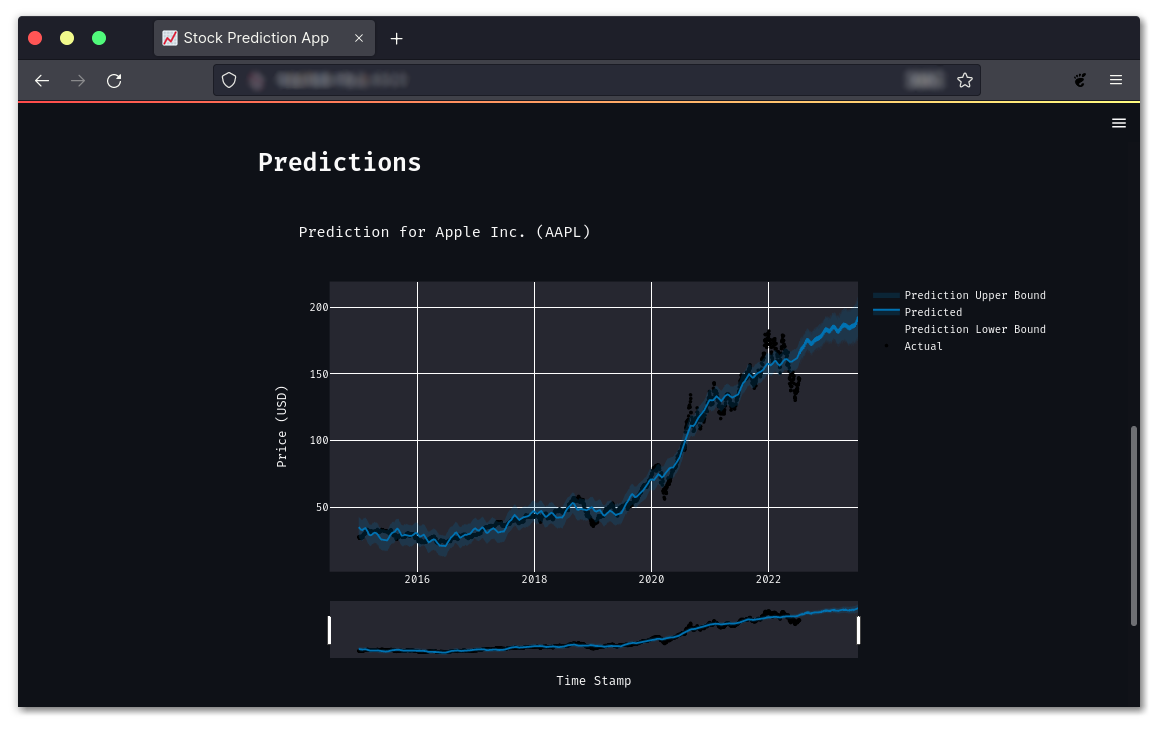 Stock Prediction App
Predictions
Prediction for Apple Inc. (AAPL)
Prediction Upper Bound
Predicted
Prediction Lower Bound
Actual
200
150
100
50
Price (USD)
2016
2018
2020
2022
Time Stamp